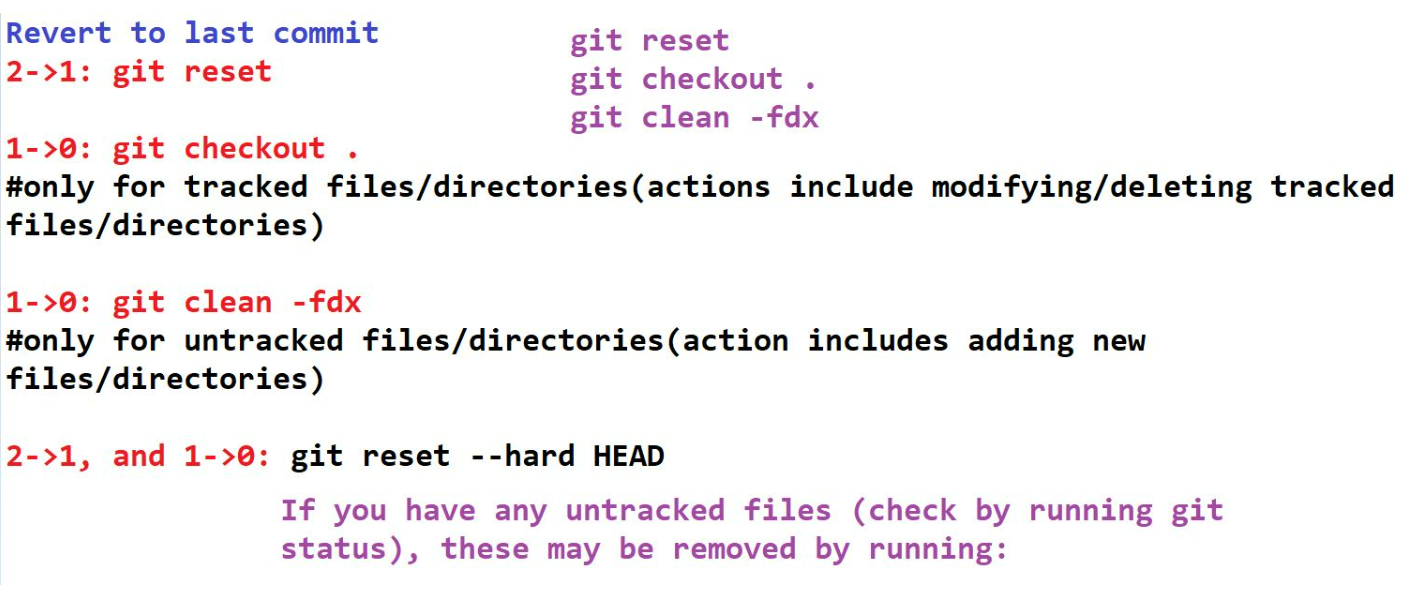 Revert to last commit
2->1: git reset
git reset
git checkout .
git clean -fdx
1->0: git checkout .
#only for tracked files/directories(actions include modifying/deleting tracked
files/directories)
1->0: git clean -fdx
#only for untracked files/directories(action includes adding new
files/directories)
2->1, and 1->0: git reset --hard HEAD
If you have any untracked files (check by running git
status), these may be removed by running: